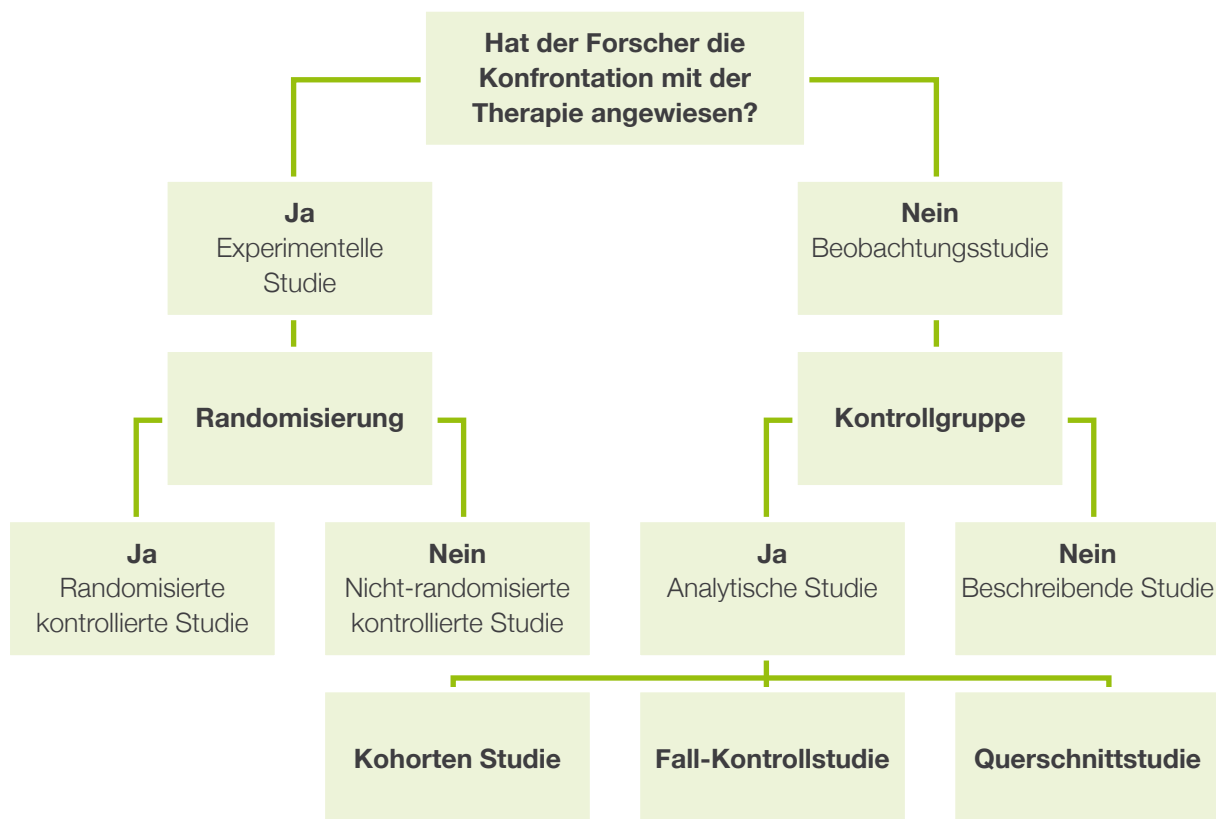 Hat der Forscher die
Konfrontation mit der
Therapie angewiesen?
Ja
Experimentelle
Studie
Nein
Beobachtungsstudie
Randomisierung
Kontrollgruppe
Ja
Randomisierte
kontrollierte Studie
Nein
Nicht-randomisierte
kontrollierte Studie
Ja
Analytische Studie
Nein
Beschreibende Studie
Kohorten Studie
Fall-Kontrollstudie
Querschnittstudie